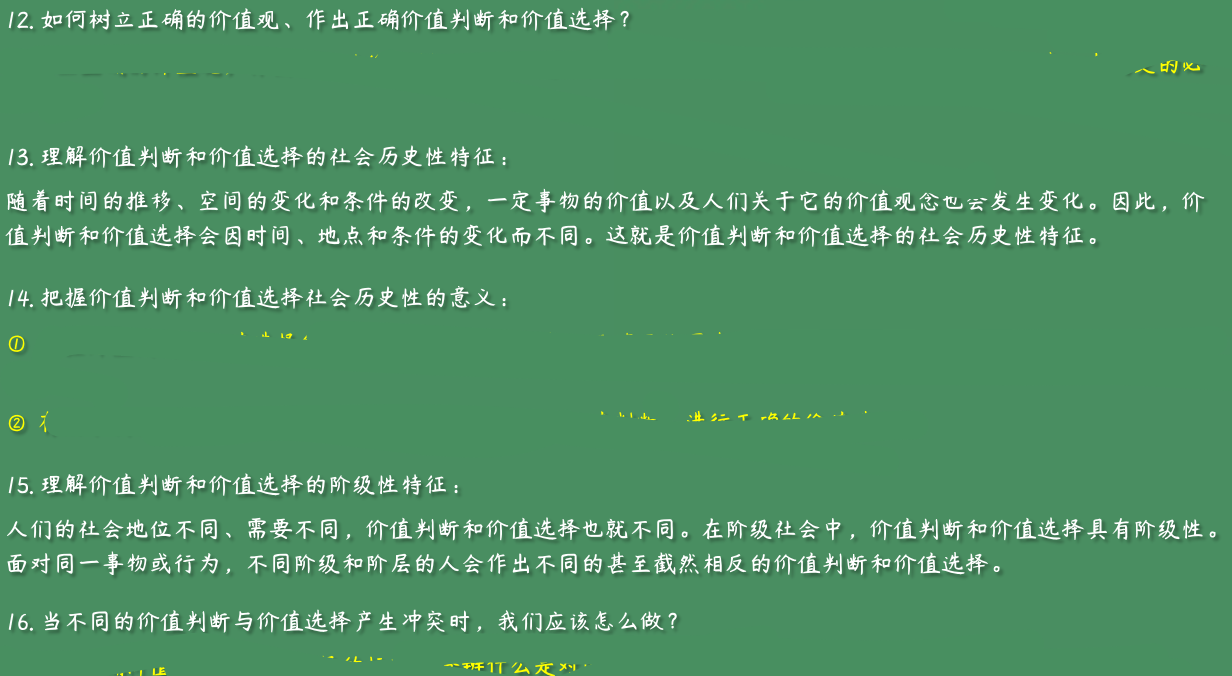 12. 如何树立正确的价值观、作出正确价值判断和价值选择？
的必
13. 理解价值判断和价值选择的社会历史性特征：
随着时间的推移、空间的变化和条件的改变，一定事物的价值以及人们关于它的价值观念也会发生变化。因此，价
值判断和价值选择会因时间、地点和条件的变化而不同。这就是价值判断和价值选择的社会历史性特征。
14. 把握价值判断和价值选择社会历史性的意义：
①
②
15. 理解价值判断和价值选择的阶级性特征：
人们的社会地位不同、需要不同，价值判断和价值选择也就不同。在阶级社会中，价值判断和价值选择具有阶级性。
面对同一事物或行为，不同阶级和阶层的人会作出不同的甚至截然相反的价值判断和价值选择。
16. 当不同的价值判断与价值选择产生冲突时，我们应该怎么做？
什么是对